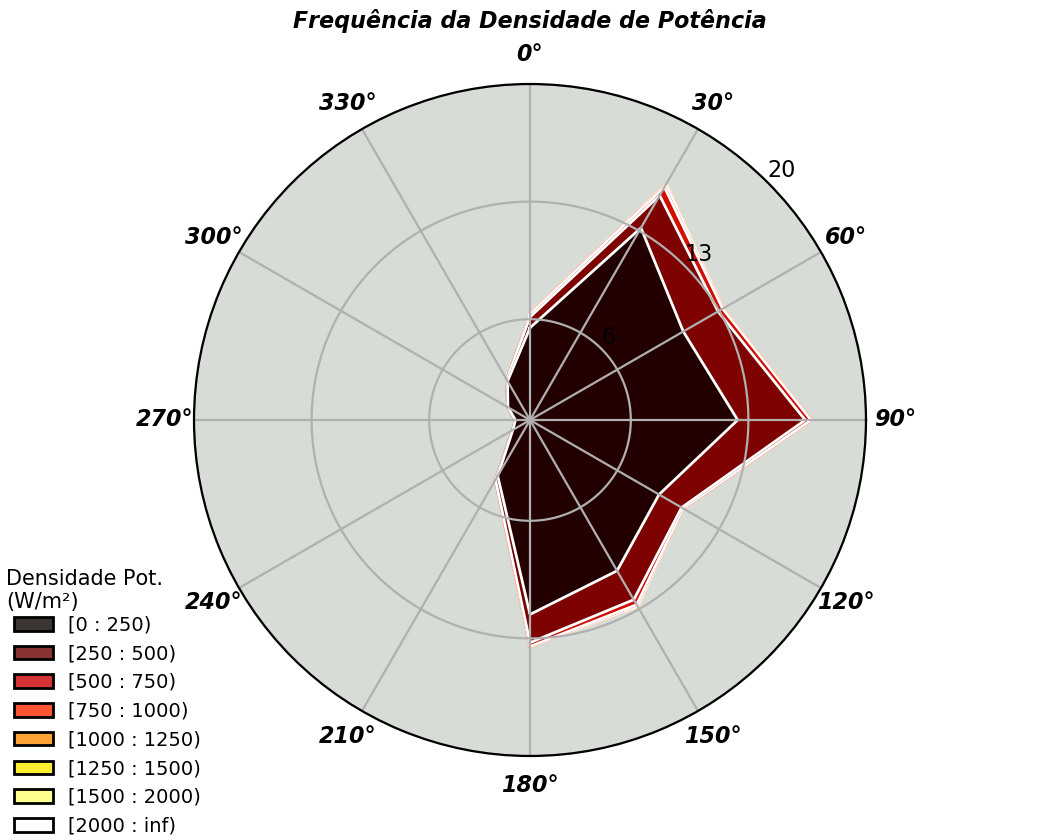 Frequência da Densidade de Potência
0°
330°
30°
20
300°
60°
13
6
270°
90°
Densidade Pot.
(W/m²)
240°
120°
[0 : 250)
[250 : 500)
[500 : 750)
[750 : 1000)
210°
150°
[1000 : 1250)
[1250 : 1500)
180°
[1500 : 2000)
[2000 : inf)